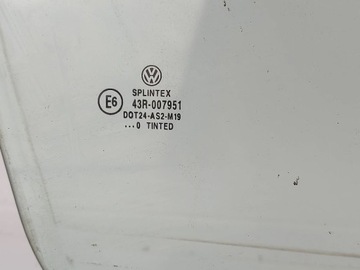 SPLINTEX
E6 43R-007951
DOT24-AS2-M19
...0 TINTED